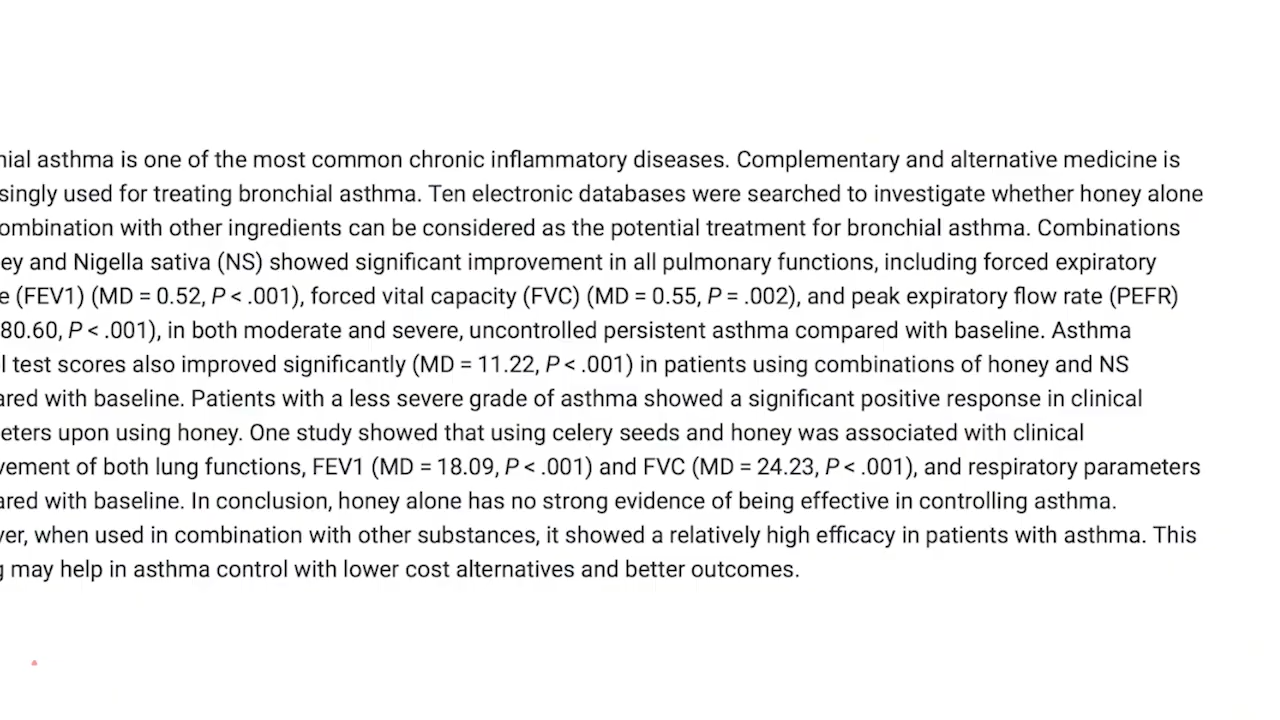 nial asthma is one of the most common chronic inflammatory diseases. Complementary and alternative medicine is
singly used for treating bronchial asthma. Ten electronic databases were searched to investigate whether honey alone
ombination with other ingredients can be considered as the potential treatment for bronchial asthma. Combinations
ey and Nigella sativa (NS) showed significant improvement in all pulmonary functions, including forced expiratory
e (FEV1) (MD = 0.52, P < .001), forced vital capacity (FVC) (MD = 0.55, P = .002), and peak expiratory flow rate (PEFR)
80.60, P < .001), in both moderate and severe, uncontrolled persistent asthma compared with baseline. Asthma
l test scores also improved significantly (MD = 11.22, P < .001) in patients using combinations of honey and NS
ared with baseline. Patients with a less severe grade of asthma showed a significant positive response in clinical
eters upon using honey. One study showed that using celery seeds and honey was associated with clinical
vement of both lung functions, FEV1 (MD = 18.09, P < .001) and FVC (MD = 24.23, P < .001), and respiratory parameters
ared with baseline. In conclusion, honey alone has no strong evidence of being effective in controlling asthma.
ver, when used in combination with other substances, it showed a relatively high efficacy in patients with asthma. This
g may help in asthma control with lower cost alternatives and better outcomes.